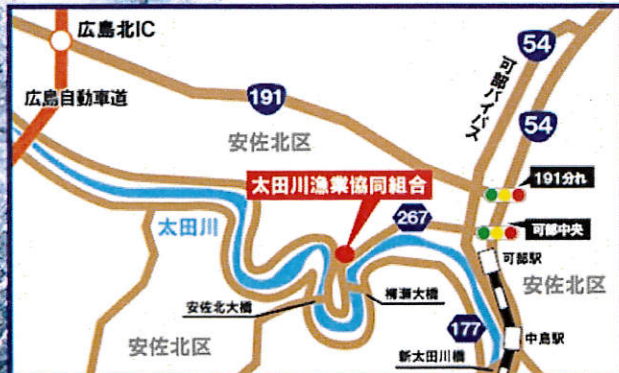 広島北IC
広島自動車道
191
54
可部バイパス
54
安佐北区
191分れ
太田川漁業協同組合
太田川
267
可部中央
可部駅
安佐北区
安佐北大橋
柳瀬大橋
安佐北区
177
中島駅
新太田川橋